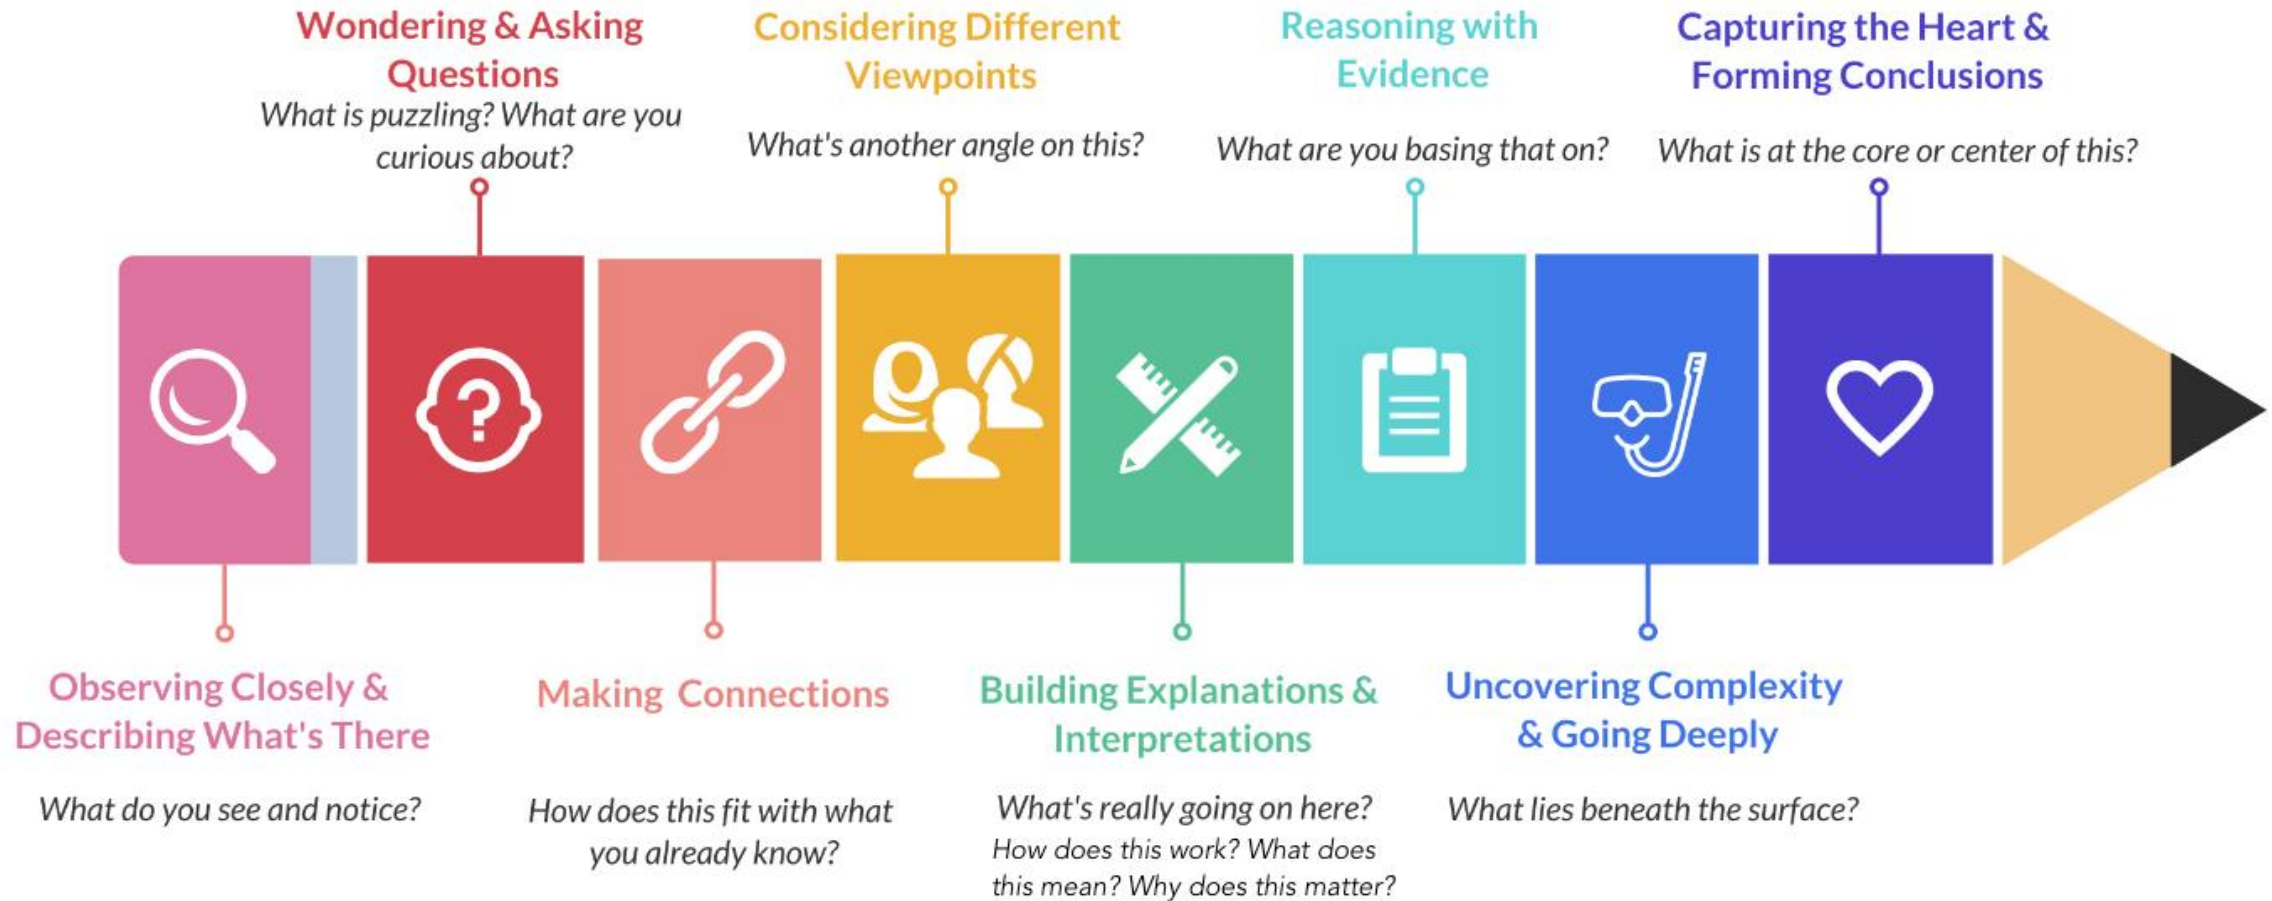 Wondering & Asking
Questions
What is puzzling? What are you
curious about?
Considering Different
Viewpoints
What's another angle on this?
Reasoning with
Evidence
What are you basing that on?
Capturing the Heart &
Forming Conclusions
What is at the core or center of this?
?
Observing Closely &
Describing What's There
What do you see and notice?
Making Connections
How does this fit with what
you already know?
Building Explanations &
Interpretations
What's really going on here?
How does this work? What does
this mean? Why does this matter?
Uncovering Complexity
& Going Deeply
What lies beneath the surface?